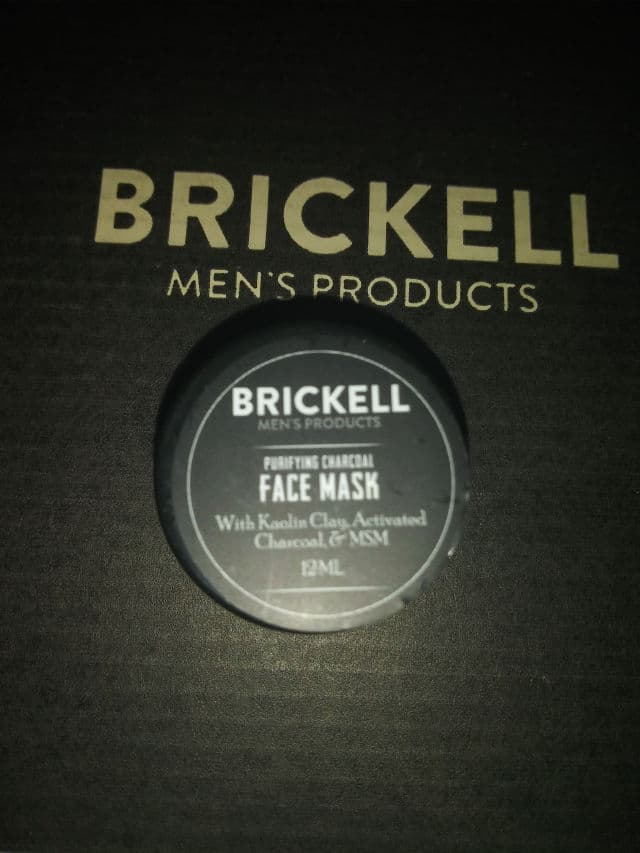 BRICKELL
MEN'S PRODUCTS
BRICKELL
MEN'S PRODUCTS
PURIFYING CHARCOAL
FACE MASK
With Kaolin Clay, Activated
Charcoal, & MSM
12ML